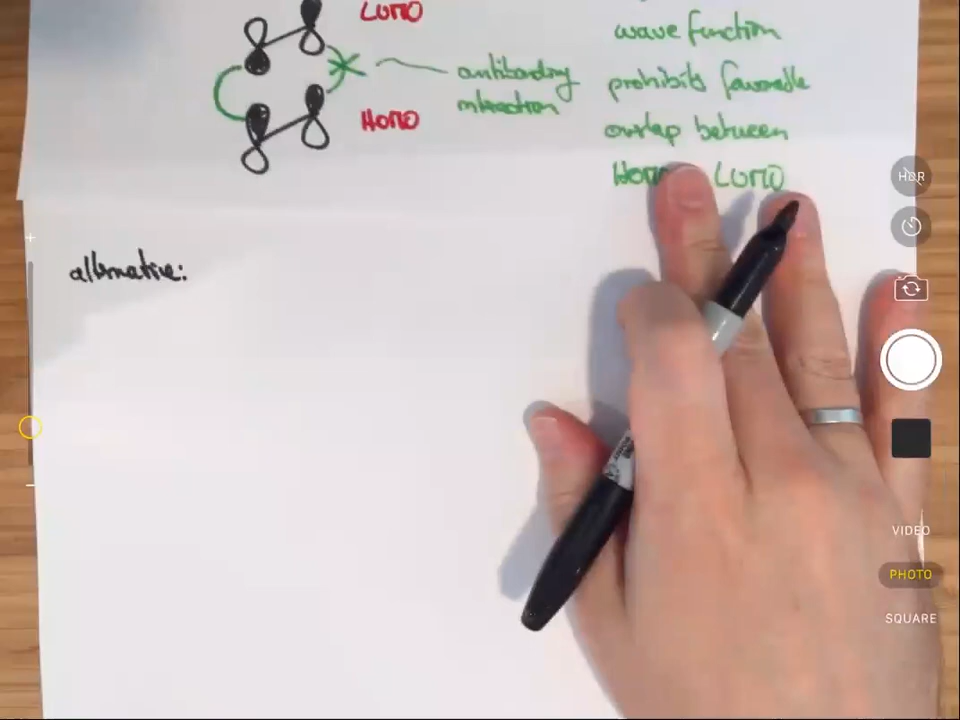 LUMO
wave function
antibonding
prohibits favorable
interaction
HOMO
overlap between
LUMO
alternative:
HDR
VIDEO
PHOTO
SQUARE